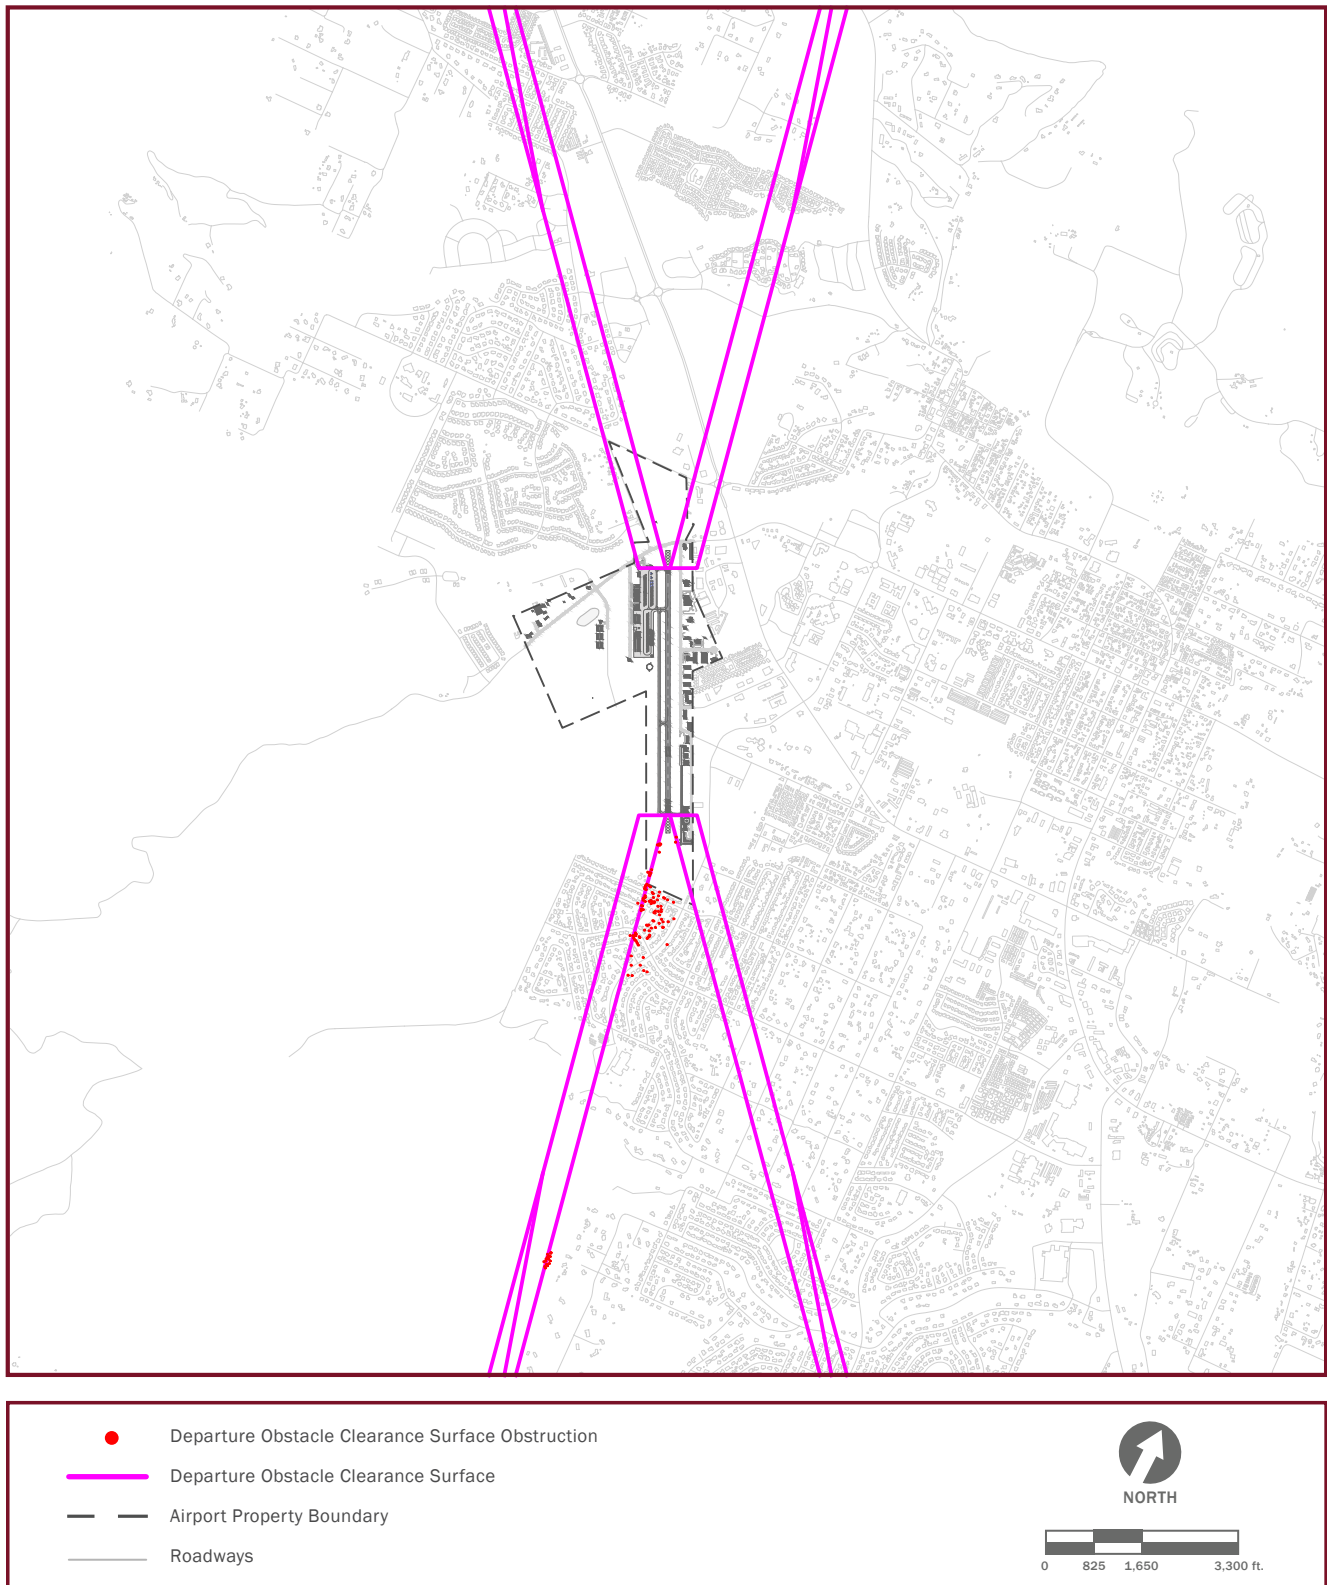 Departure Obstacle Clearance Surface Obstruction
Departure Obstacle Clearance Surface
Airport Property Boundary
Roadways
NORTH
0 825 1,650 3,300 ft.